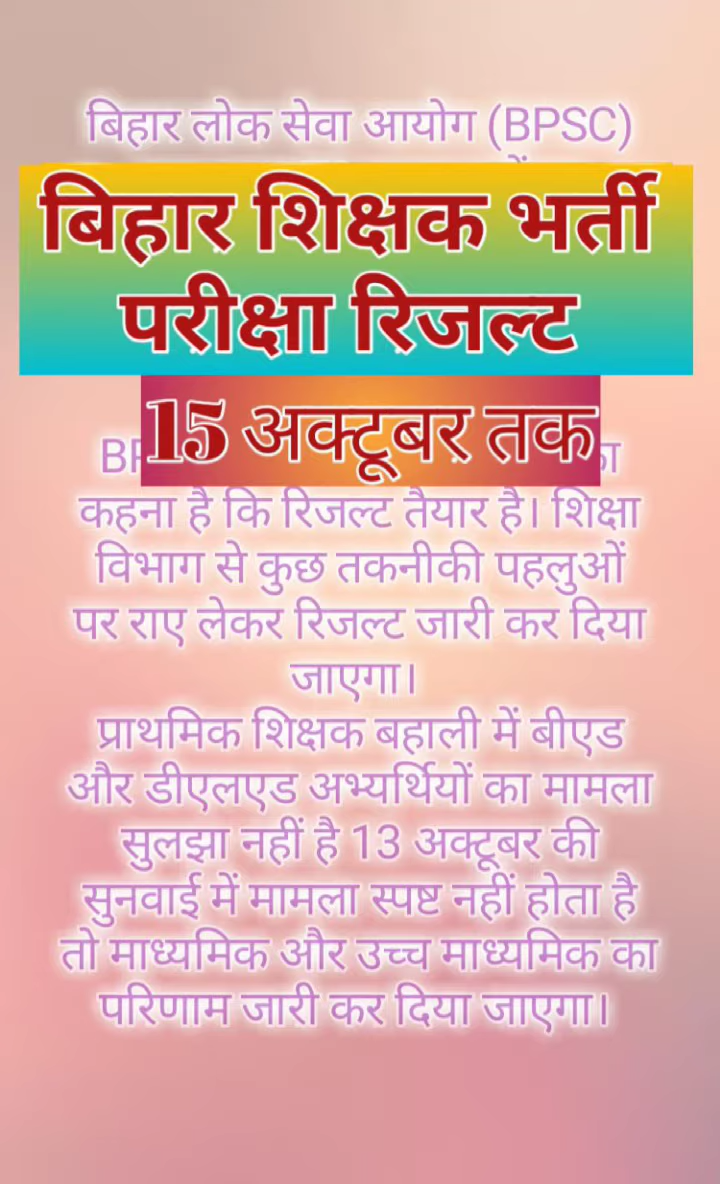 बिहार लोक सेवा आयोग (BPSC)
बिहार शिक्षक भर्ती
परीक्षा रिजल्ट
15 अक्टूबर तक
कहना है कि रिजल्ट तैयार है। शिक्षा
विभाग से कुछ तकनीकी पहलुओं
पर राए लेकर रिजल्ट जारी कर दिया
जाएगा।
प्राथमिक शिक्षक बहाली में बीएड
और डीएलएड अभ्यर्थियों का मामला
सुलझा नहीं है 13 अक्टूबर की
सुनवाई में मामला स्पष्ट नहीं होता है
तो माध्यमिक और उच्च माध्यमिक का
परिणाम जारी कर दिया जाएगा।